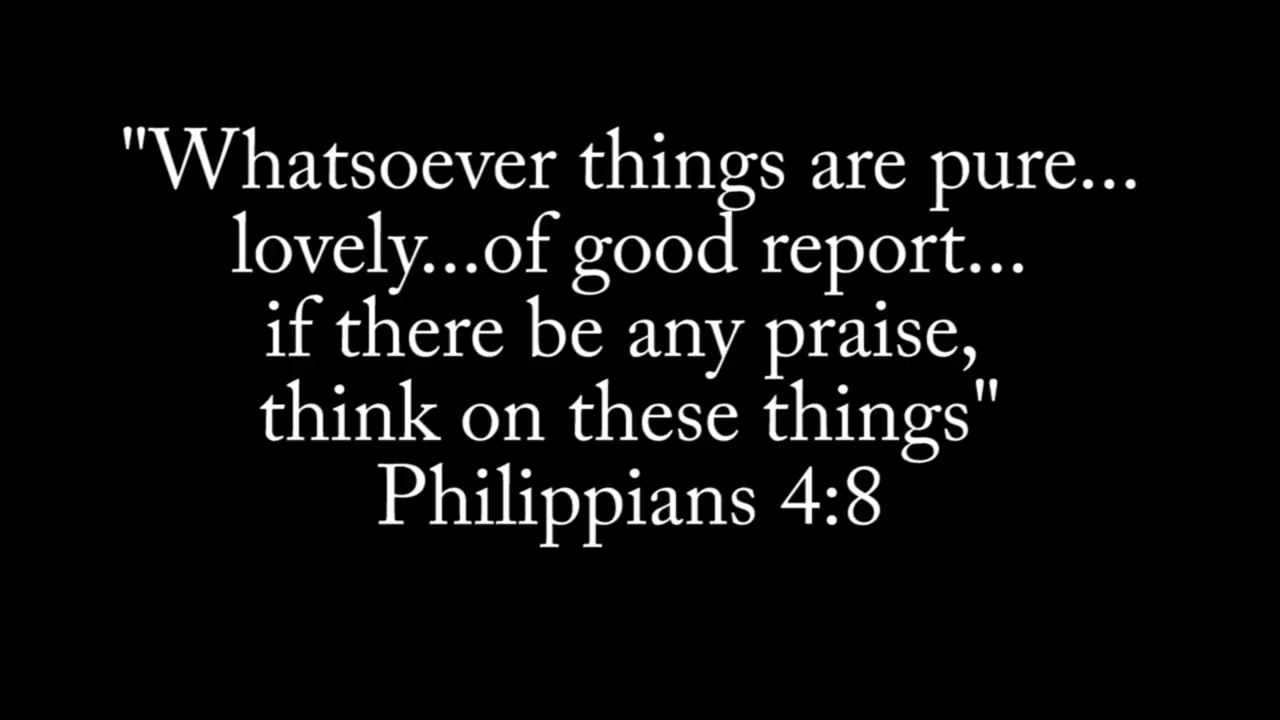 "Whatsoever things are pure...
lovely...of good report...
if there be any praise,
think on these things"
Philippians 4:8